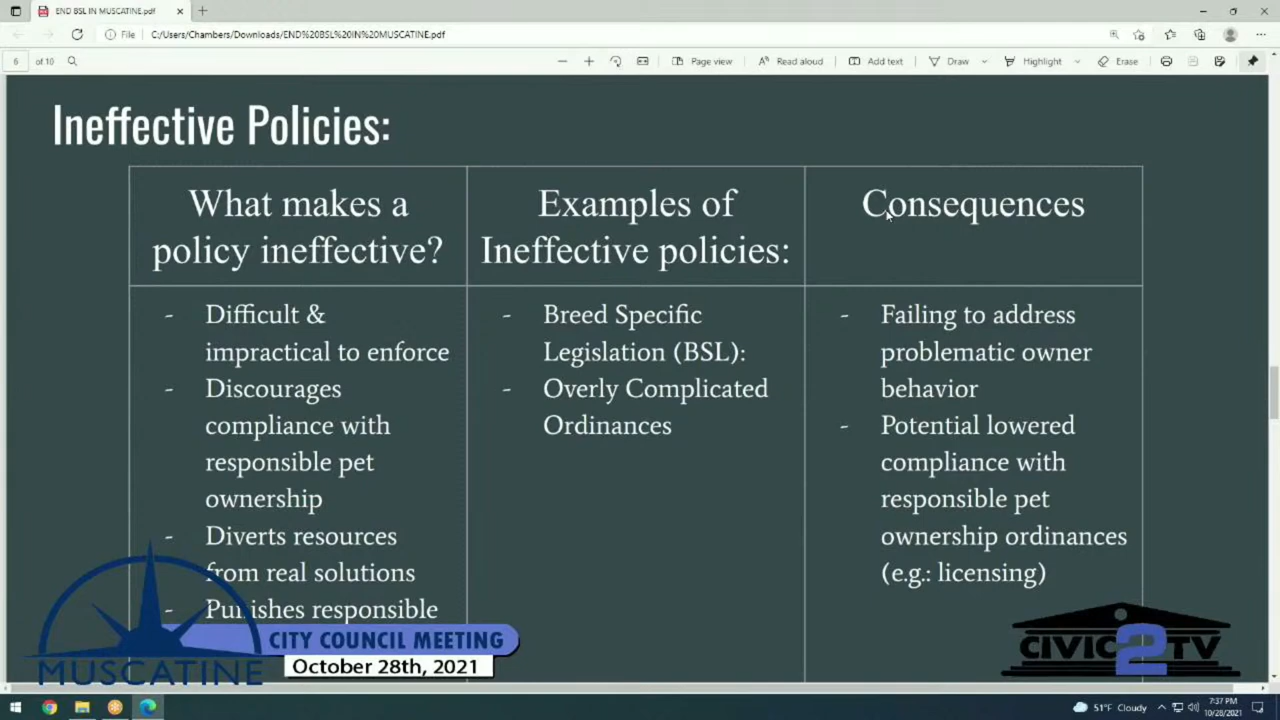 END BSL IN MUSCATINE.pdf
File C:/Users/Chambers/Downloads/END%20BSL%20IN%20MUSCATINE.pdf
6 of 10 Page view Read aloud Add text Draw Highlight Erase
Ineffective Policies:
What makes a
policy ineffective?
- Difficult &
impractical to enforce
- Discourages
compliance with
responsible pet
ownership
- Diverts resources
from real solutions
- Punishes responsible
Examples of
Ineffective policies:
- Breed Specific
Legislation (BSL):
- Overly Complicated
Ordinances
Consequences
- Failing to address
problematic owner
behavior
- Potential lowered
compliance with
responsible pet
ownership ordinances
(e.g.: licensing)
MUSCATINE
CITY COUNCIL MEETING
October 28th, 2021
CIVIC2TV
51°F Cloudy
7:37 PM
10/28/2021